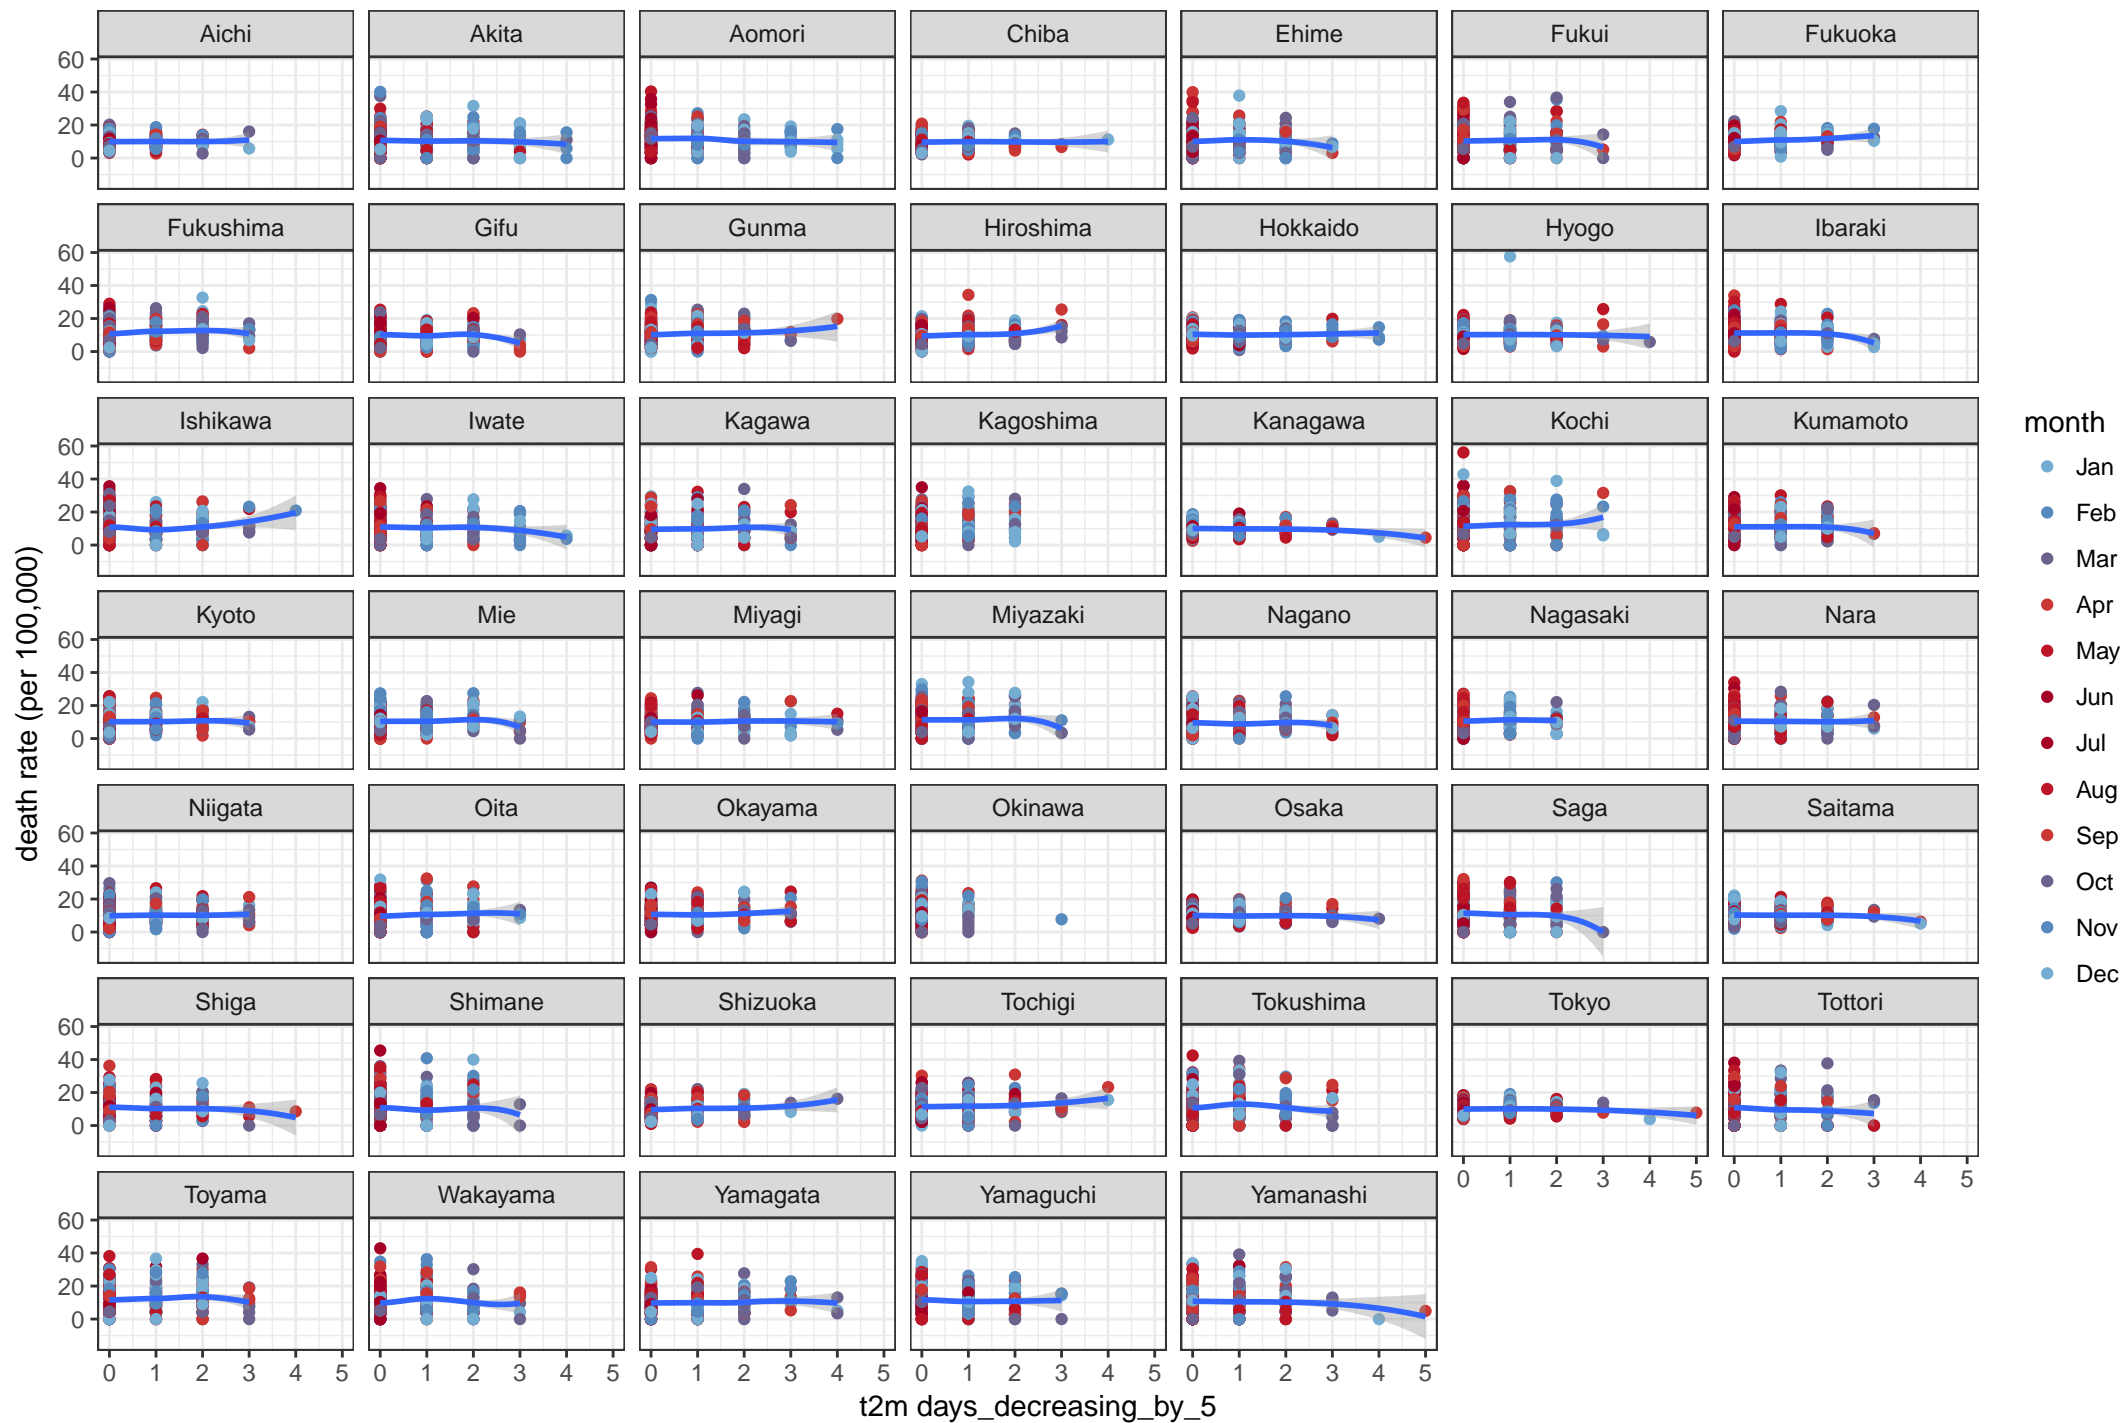 Aichi Akita Aomori Chiba Ehime Fukui Fukuoka
60
40
20
0
Fukushima Gifu Gunma Hiroshima Hokkaido Hyogo Ibaraki
60
40
20
0
Ishikawa Iwate Kagawa Kagoshima Kanagawa Kochi Kumamoto
60
40
20
0
Kyoto Mie Miyagi Miyazaki Nagano Nagasaki Nara
60
40
20
0
Niigata Oita Okayama Okinawa Osaka Saga Saitama
60
40
20
0
Shiga Shimane Shizuoka Tochigi Tokushima Tokyo Tottori
60
40
20
0
0 1 2 3 4 5 0 1 2 3 4 5
Toyama Wakayama Yamagata Yamaguchi Yamanashi
60
40
20
0
0 1 2 3 4 5 0 1 2 3 4 5 0 1 2 3 4 5 0 1 2 3 4 5 0 1 2 3 4 5
t2m days_decreasing_by_5
death rate (per 100,000)
month
Jan
Feb
Mar
Apr
May
Jun
Jul
Aug
Sep
Oct
Nov
Dec